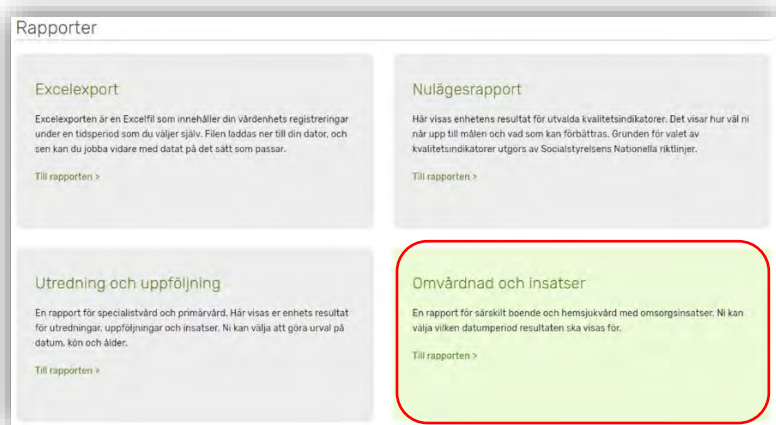 Rapporter
Excelexport
Excelexporten är en Excelfil som innehåller din vårdenhets registreringar
under en tidsperiod som du väljer själv. Filen laddas ner till din dator, och
sen kan du jobba vidare med datat på det sätt som passar.
Till rapporten >
Nulägesrapport
Här visas enhetens resultat för utvalda kvalitetsindikatorer. Det visar hur väl ni
når upp till målen och vad som kan förbättras. Grunden för valet av
kvalitetsindikatorer utgörs av Socialstyrelsens Nationella riktlinjer.
Till rapporten >
Utredning och uppföljning
En rapport för specialistvård och primärvård. Här visas er enhets resultat
för utredningar, uppföljningar och insatser. Ni kan välja att göra urval på
datum, kön och ålder.
Till rapporten >
Omvårdnad och insatser
En rapport för särskilt boende och hemsjukvård med omsorgsinsatser. Ni kan
välja vilken datumperiod resultaten ska visas för.
Till rapporten >